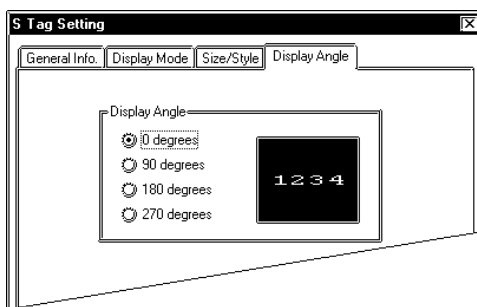 S Tag Setting
General Info. Display Mode Size/Style Display Angle
Display Angle
0 degrees
90 degrees
180 degrees
270 degrees
1234